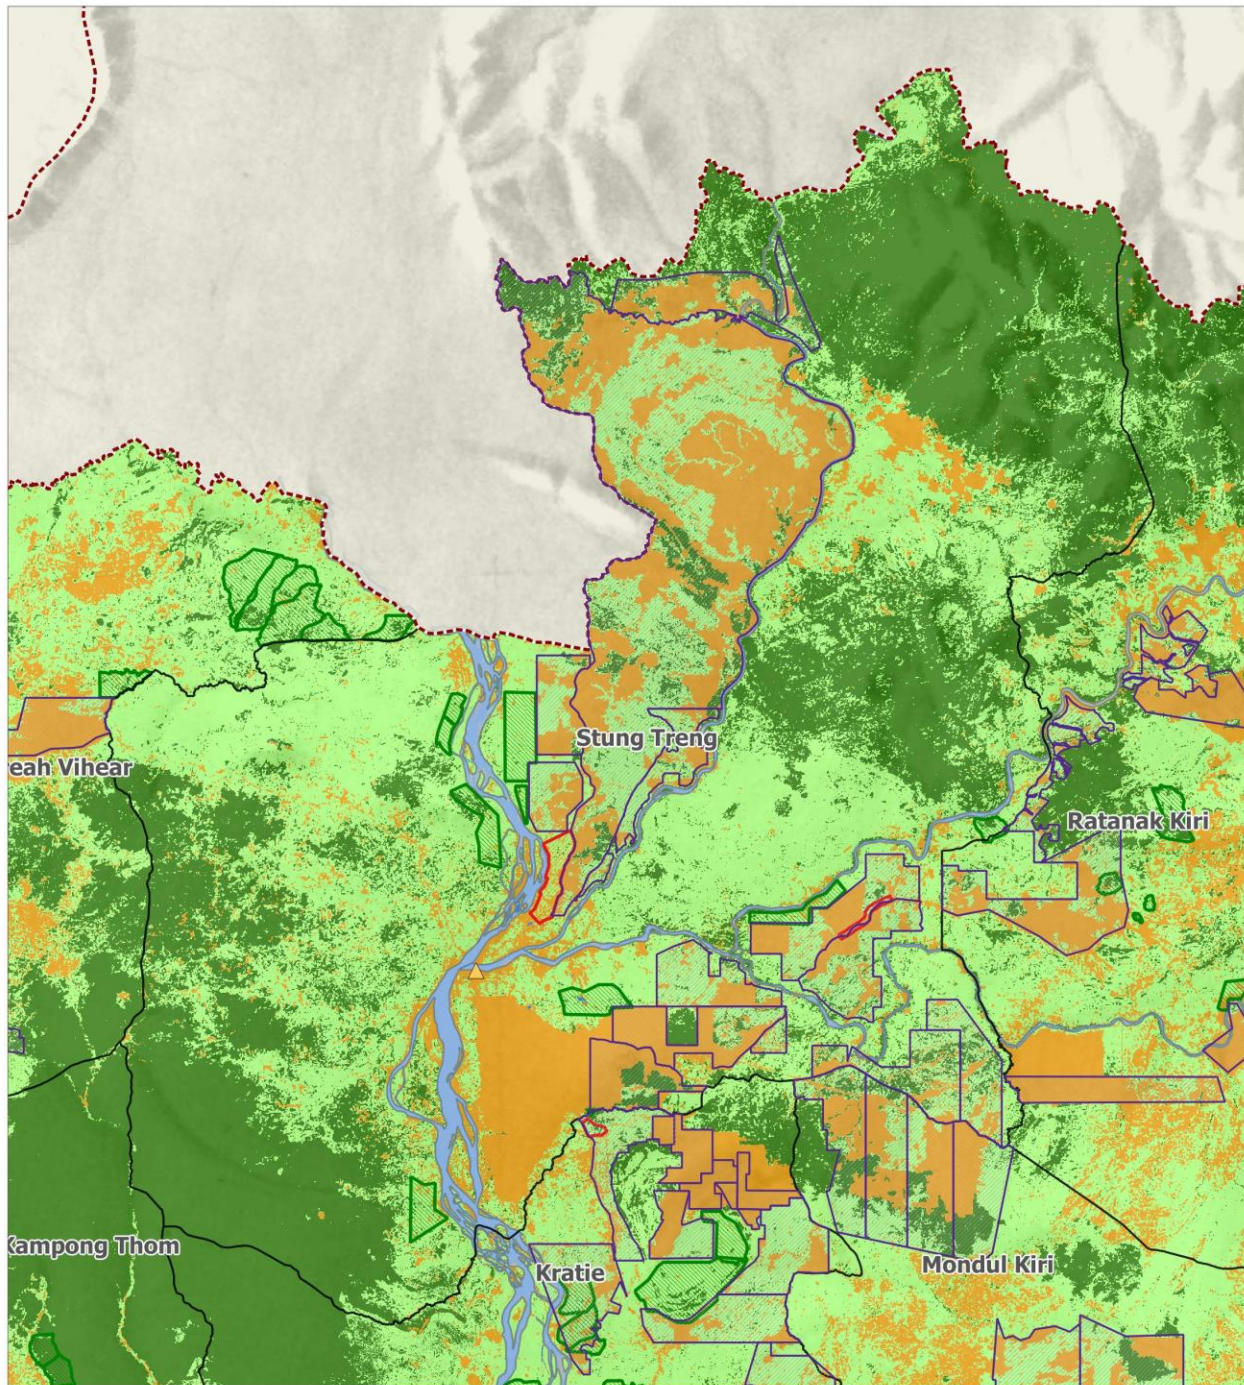 Stung Treng
eah Vihear
Ratanak Kiri
Kampong Thom
Kratie
Mondul Kiri